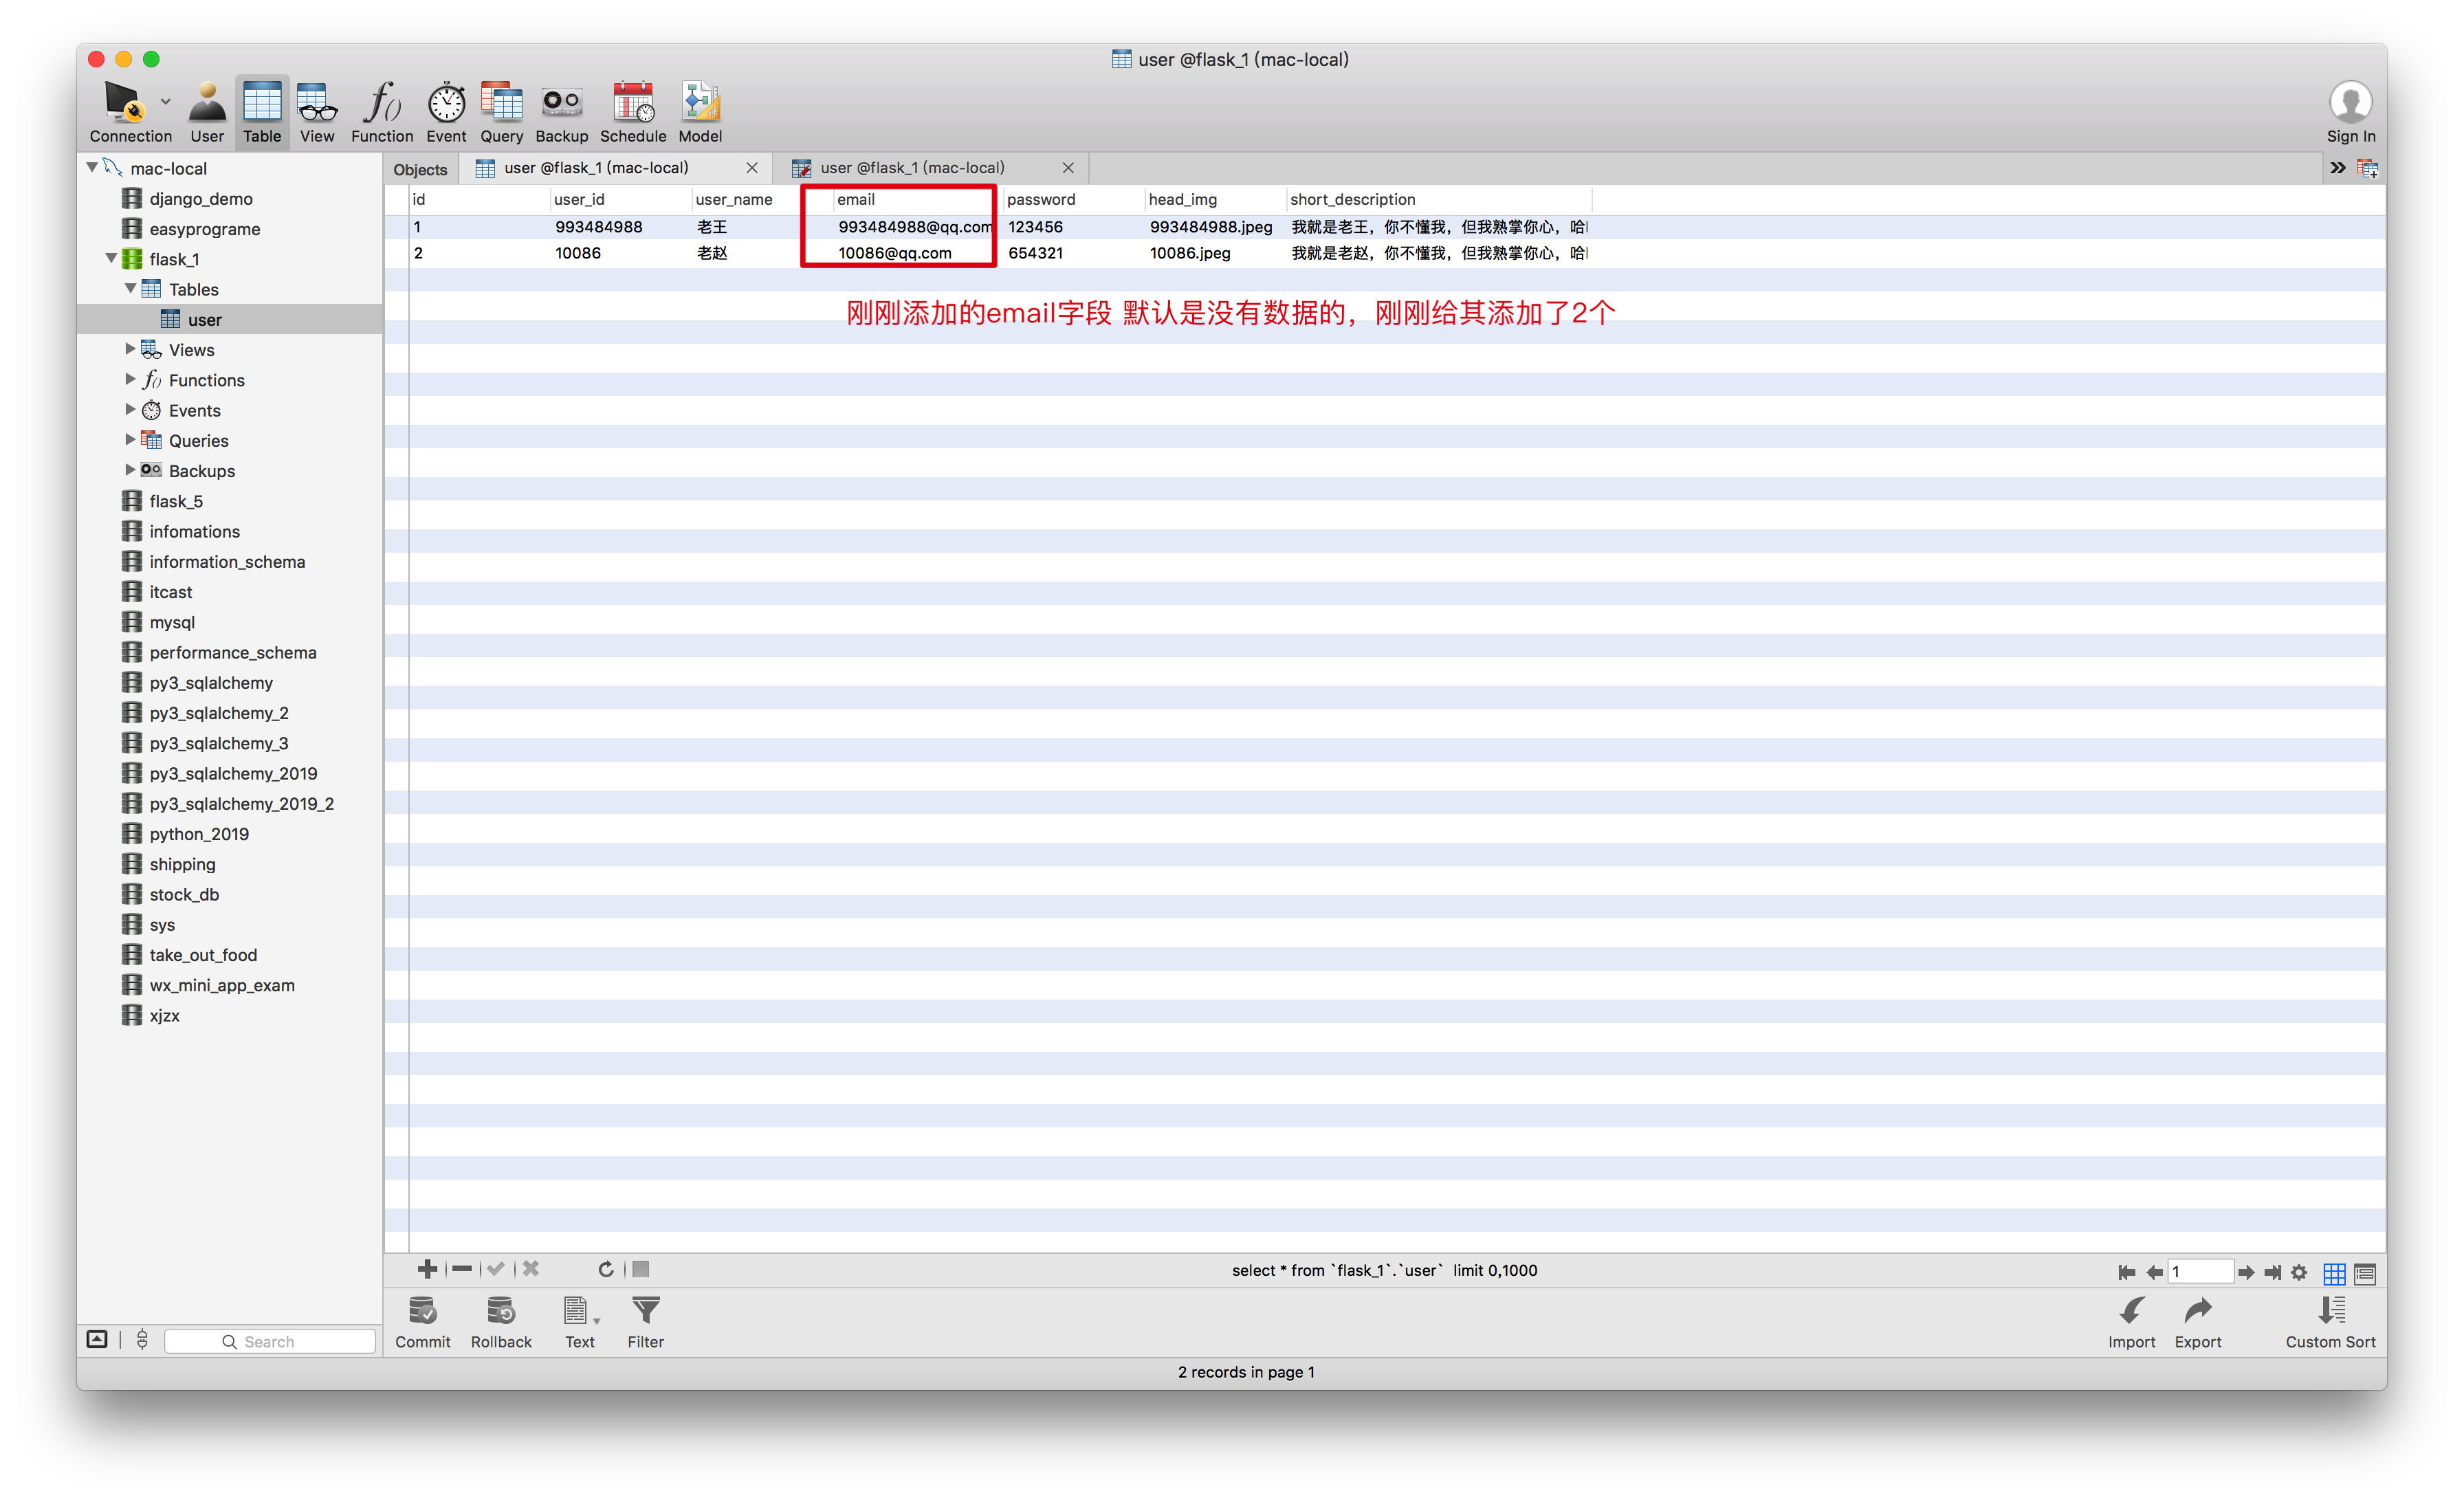 user @flask_1 (mac-local)
Connection User Table View Function Event Query Backup Schedule Model Sign In
mac-local
django_demo
easyprograme
flask_1
Tables
user
Views
Functions
Events
Queries
Backups
flask_5
infomations
information_schema
itcast
mysql
performance_schema
py3_sqlalchemy
py3_sqlalchemy_2
py3_sqlalchemy_3
py3_sqlalchemy_2019
py3_sqlalchemy_2019_2
python_2019
shipping
stock_db
sys
take_out_food
wx_mini_app_exam
xjzx
Search
Objects user @flask_1 (mac-local) user @flask_1 (mac-local)
id user_id user_name email password head_img short_description
1 993484988 老王 993484988@qq.com 123456 993484988.jpeg 我就是老王，你不懂我，但我熟掌你心，哈
2 10086 老赵 10086@qq.com 654321 10086.jpeg 我就是老赵，你不懂我，但我熟掌你心，哈
刚刚添加的email字段 默认是没有数据的，刚刚给其添加了2个
select * from `flask_1`.`user` limit 0,1000
1
Commit Rollback Text Filter Import Export Custom Sort
2 records in page 1